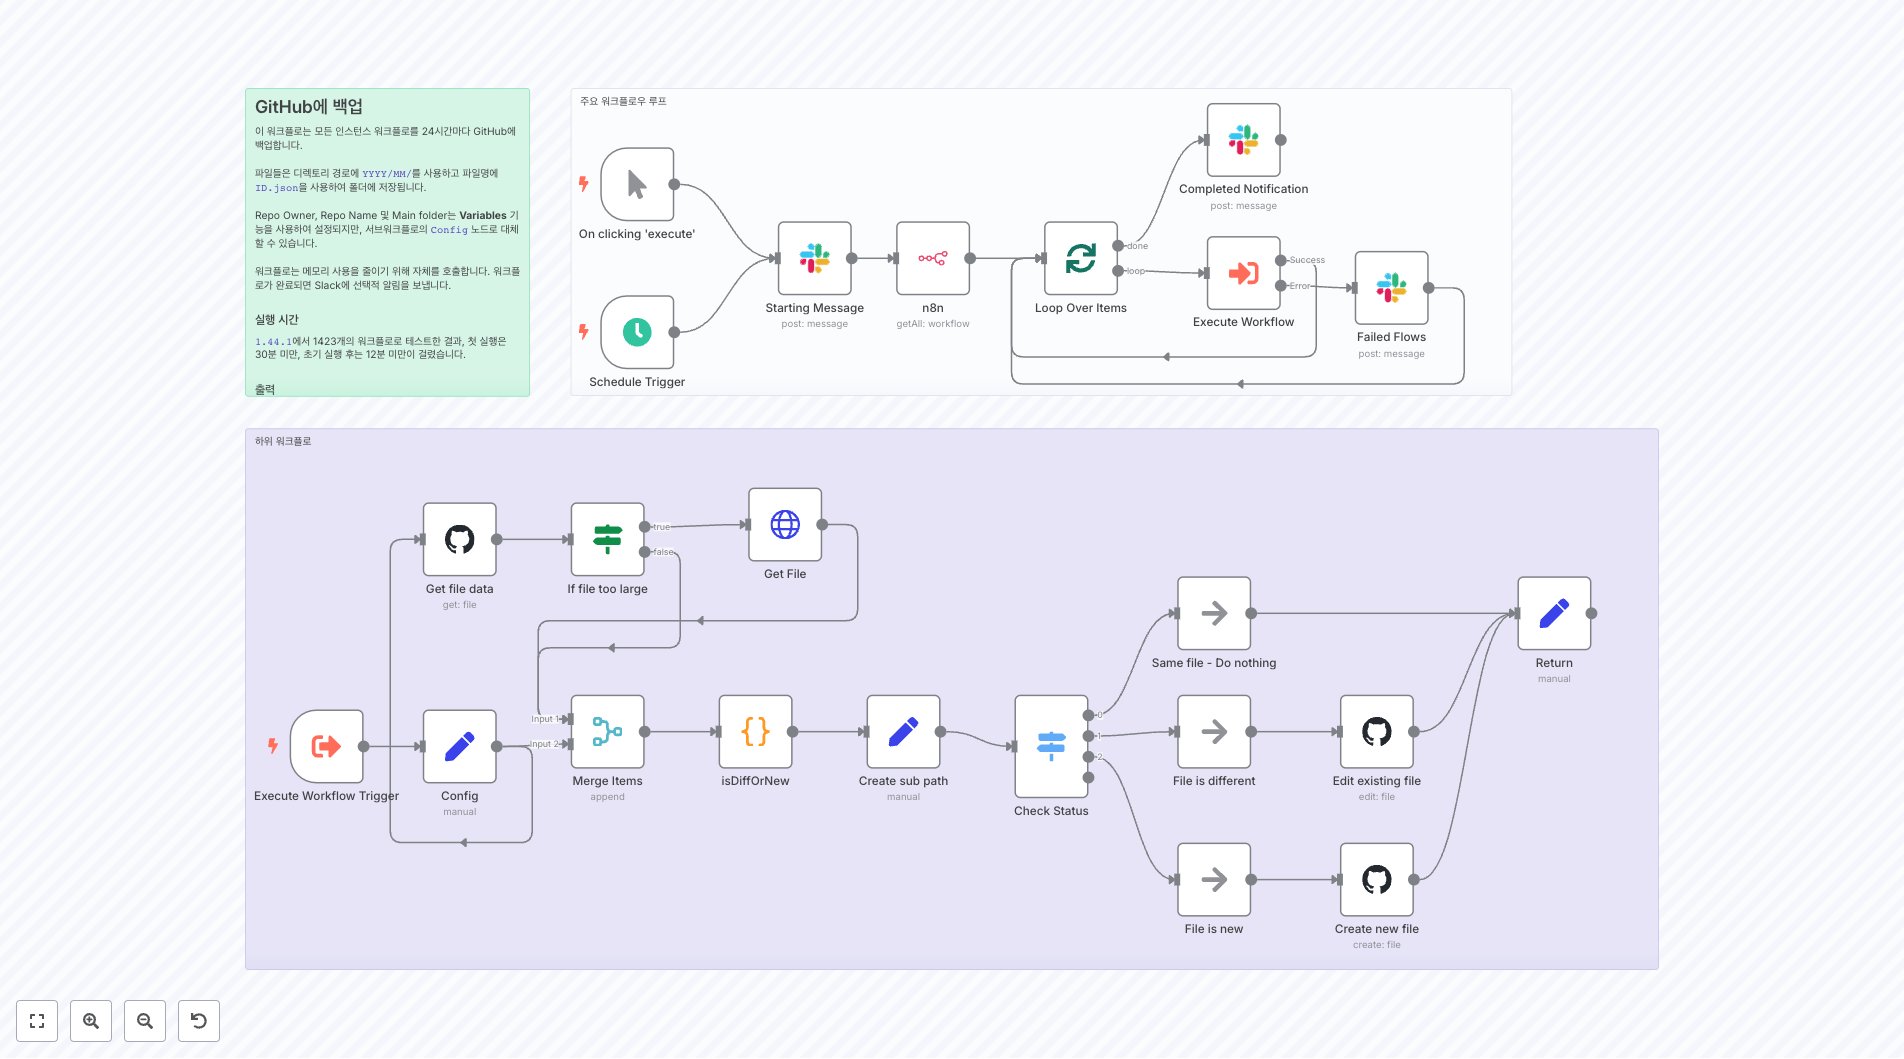 GitHub에 백업
이 워크플로는 모든 인스턴스 워크플로를 24시간마다 GitHub에
백업합니다.
파일들은 디렉토리 경로에 YYYY/MM/를 사용하고 파일명에
ID.json을 사용하여 폴더에 저장됩니다.
Repo Owner, Repo Name 및 Main folder는 Variables 기
능을 사용하여 설정되지만, 서브워크플로의 Config 노드로 대체
할 수 있습니다.
워크플로는 메모리 사용을 줄이기 위해 자체를 호출합니다. 워크플
로가 완료되면 Slack에 선택적 알림을 보냅니다.
실행 시간
1.44.1에서 1423개의 워크플로로 테스트한 결과, 첫 실행은
30분 미만, 초기 실행 후는 12분 미만이 걸렸습니다.
출력
주요 워크플로우 루프
On clicking 'execute'
Schedule Trigger
Starting Message
post: message
n8n
getAll: workflow
Loop Over Items
done
loop
Completed Notification
post: message
Execute Workflow
Success
Error
Failed Flows
post: message
하위 워크플로
Get file data
get: file
If file too large
true
false
Get File
Execute Workflow Trigger
Config
manual
Input 1
Input 2
Merge Items
append
isDiffOrNew
Create sub path
manual
Check Status
0
1
2
Same file - Do nothing
File is different
File is new
Edit existing file
edit: file
Create new file
create: file
Return
manual